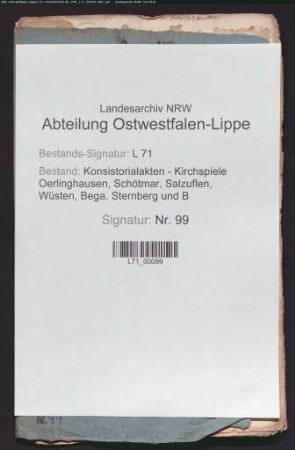 Landesarchiv NRW
Abteilung Ostwestfalen-Lippe
Bestands-Signatur: L 71
Bestand: Konsistorialakten - Kirchspiele
Oerlinghausen, Schötmar, Salzuflen,
Wüsten, Bega, Sternberg und B
Signatur: Nr. 99
L71_00099